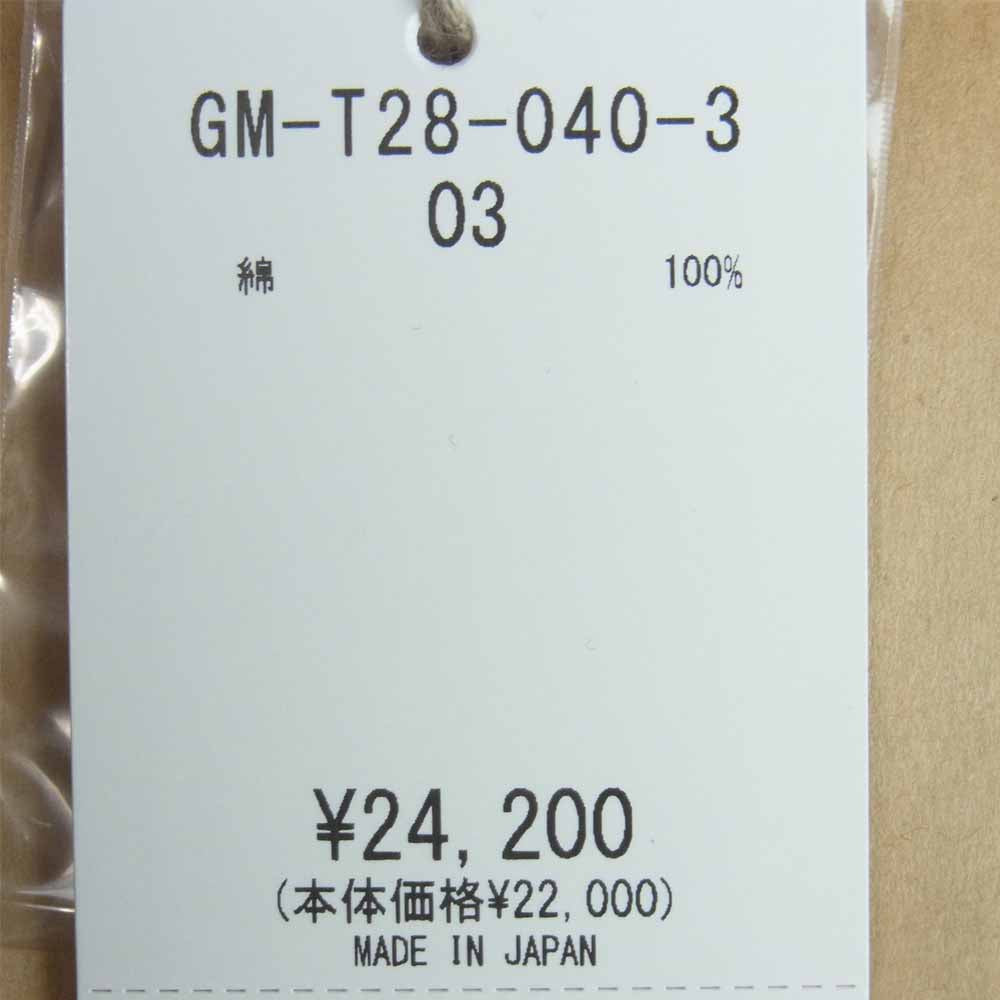 GM-T28-040-3
03
綿 100%
¥24,200
(本体価格¥22,000)
MADE IN JAPAN